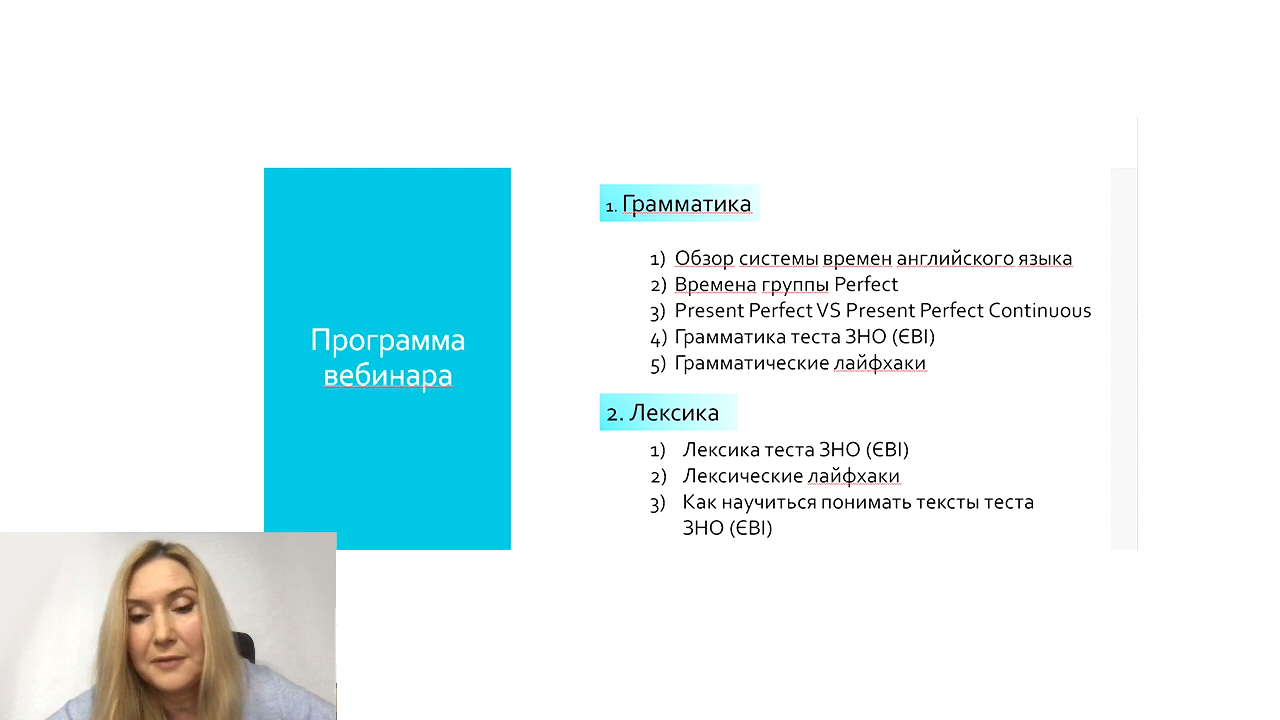 Программа
вебинара
1. Грамматика
1) Обзор системы времен английского языка
2) Времена группы Perfect
3) Present Perfect VS Present Perfect Continuous
4) Грамматика теста ЗНО (ЄВІ)
5) Грамматические лайфхаки
2. Лексика
1) Лексика теста ЗНО (ЄВІ)
2) Лексические лайфхаки
3) Как научиться понимать тексты теста
ЗНО (ЄВІ)